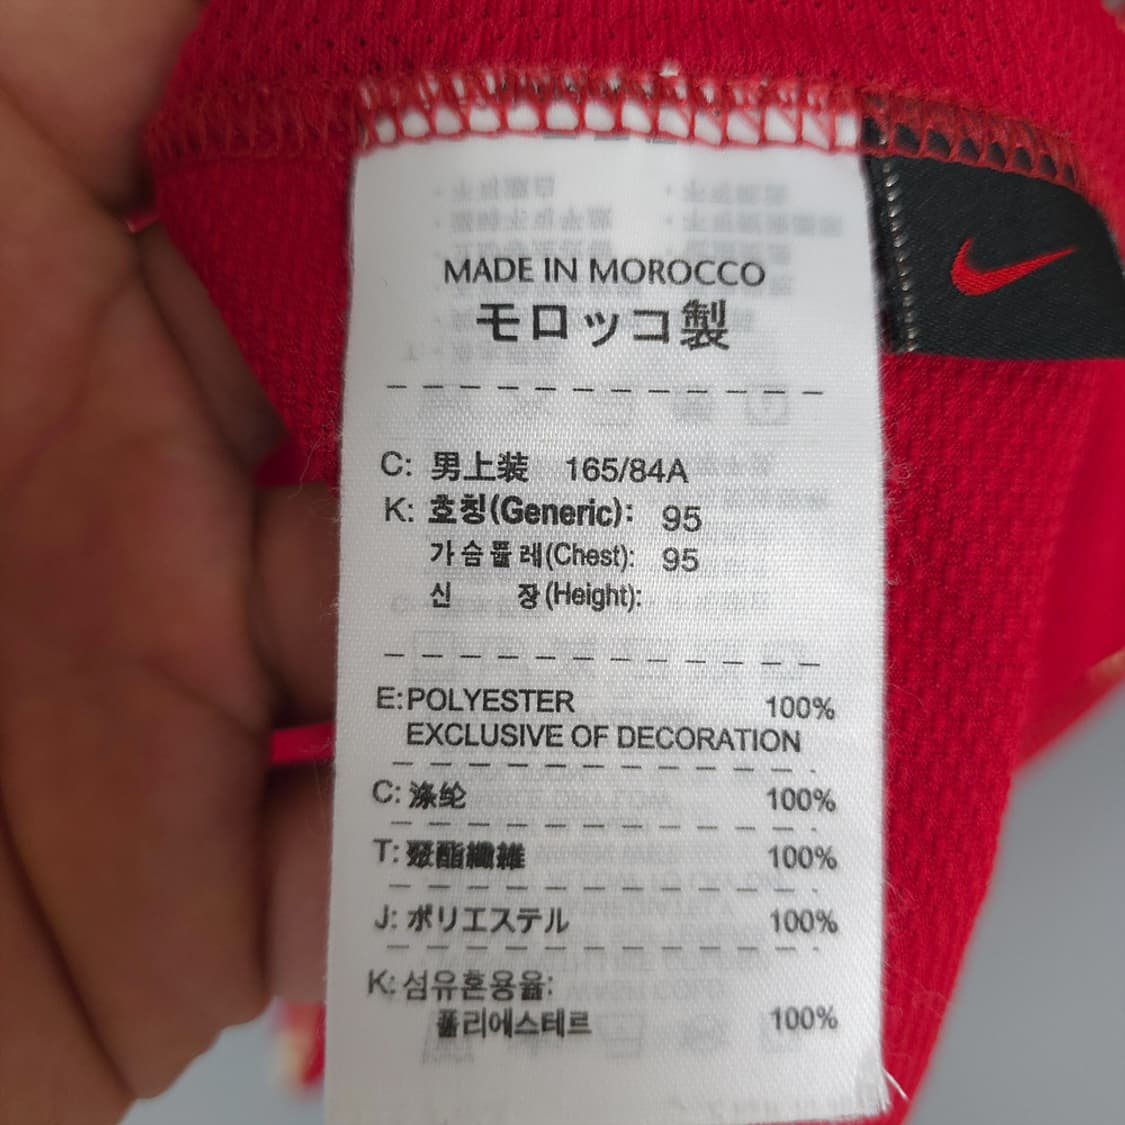 MADE IN MOROCCO
モロッコ製
C: 男上装 165/84A
K: 호칭(Generic): 95
가슴둘레(Chest): 95
신 장(Height):
E:POLYESTER 100%
EXCLUSIVE OF DECORATION
C: 涤纶 100%
T: 聚酯纖維 100%
J: ポリエステル 100%
K: 섬유혼용율:
폴리에스테르 100%